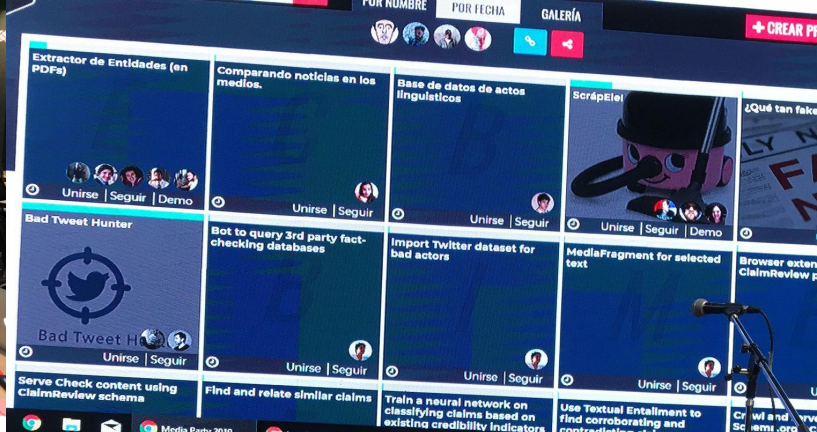 POR NOMBRE
POR FECHA
GALERÍA
+ CREAR
Extractor de Entidades (en
PDFs)
Unirse | Seguir | Demo
Comparando noticias en los
medios.
Unirse | Seguir
Base de datos de actos
linguisticos
Unirse | Seguir
ScrápEle!
Unirse | Seguir | Demo
¿Qué tan fake
Bad Tweet Hunter
Bad Tweet
Unirse | Seguir
Bot to query 3rd party fact-
checking databases
Unirse | Seguir
Import Twitter dataset for
bad actors
Unirse | Seguir
MediaFragment for selected
text
Unirse | Seguir
Browser
ClaimReview
Serve Check content using
ClaimReview schema
Find and relate similar claims
Train a neural network on
classifying claims based on
existing credibility indicators
Use Textual Entailment to
find corroborating and
Media Party 2019